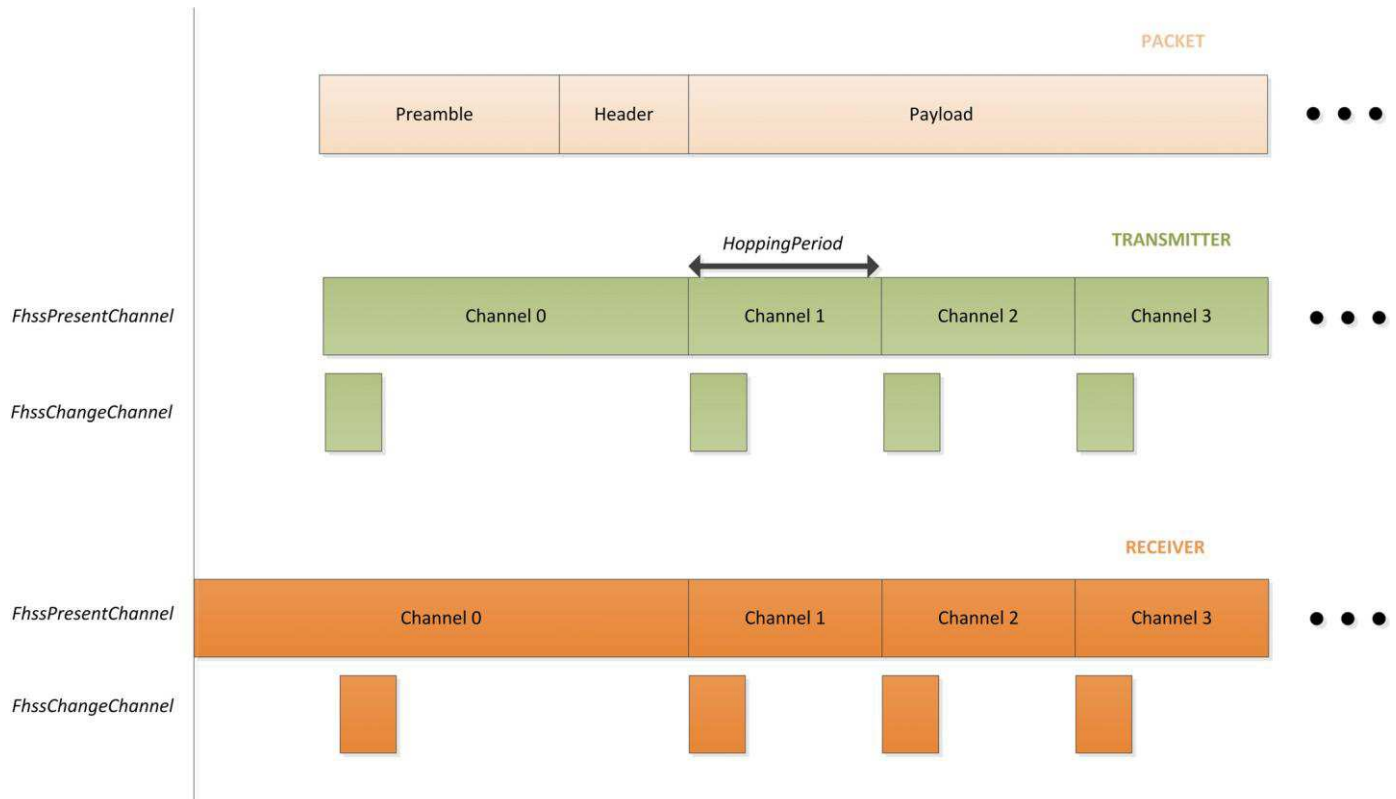 PACKET
Preamble Header Payload
HoppingPeriod
TRANSMITTER
FhssPresentChannel Channel 0 Channel 1 Channel 2 Channel 3
FhssChangeChannel
RECEIVER
FhssPresentChannel Channel 0 Channel 1 Channel 2 Channel 3
FhssChangeChannel